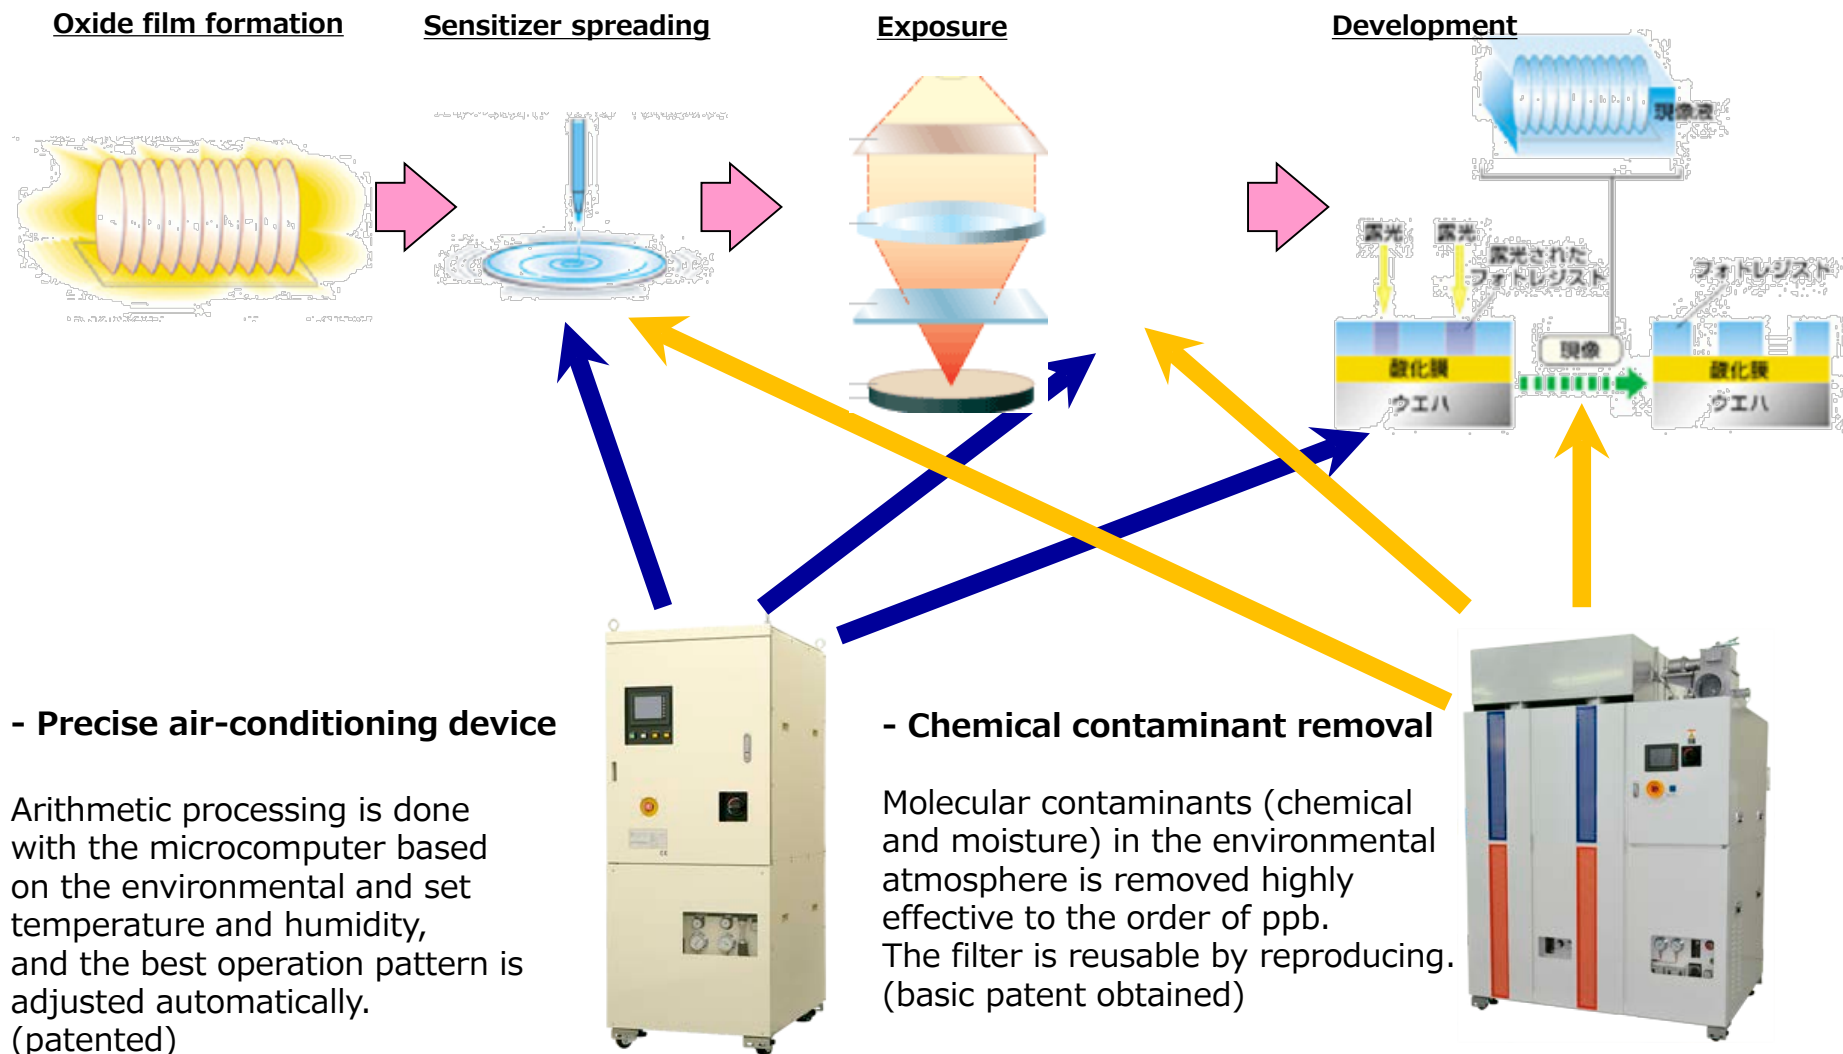 Oxide film formation
Sensitizer spreading
Exposure
Development
現像液
露光
露光
露光された
フォトレジスト
フォトレジスト
現像
酸化膜
ウエハ
酸化膜
ウエハ
- Precise air-conditioning device
Arithmetic processing is done
with the microcomputer based
on the environmental and set
temperature and humidity,
and the best operation pattern is
adjusted automatically.
(patented)
- Chemical contaminant removal
Molecular contaminants (chemical
and moisture) in the environmental
atmosphere is removed highly
effective to the order of ppb.
The filter is reusable by reproducing.
(basic patent obtained)